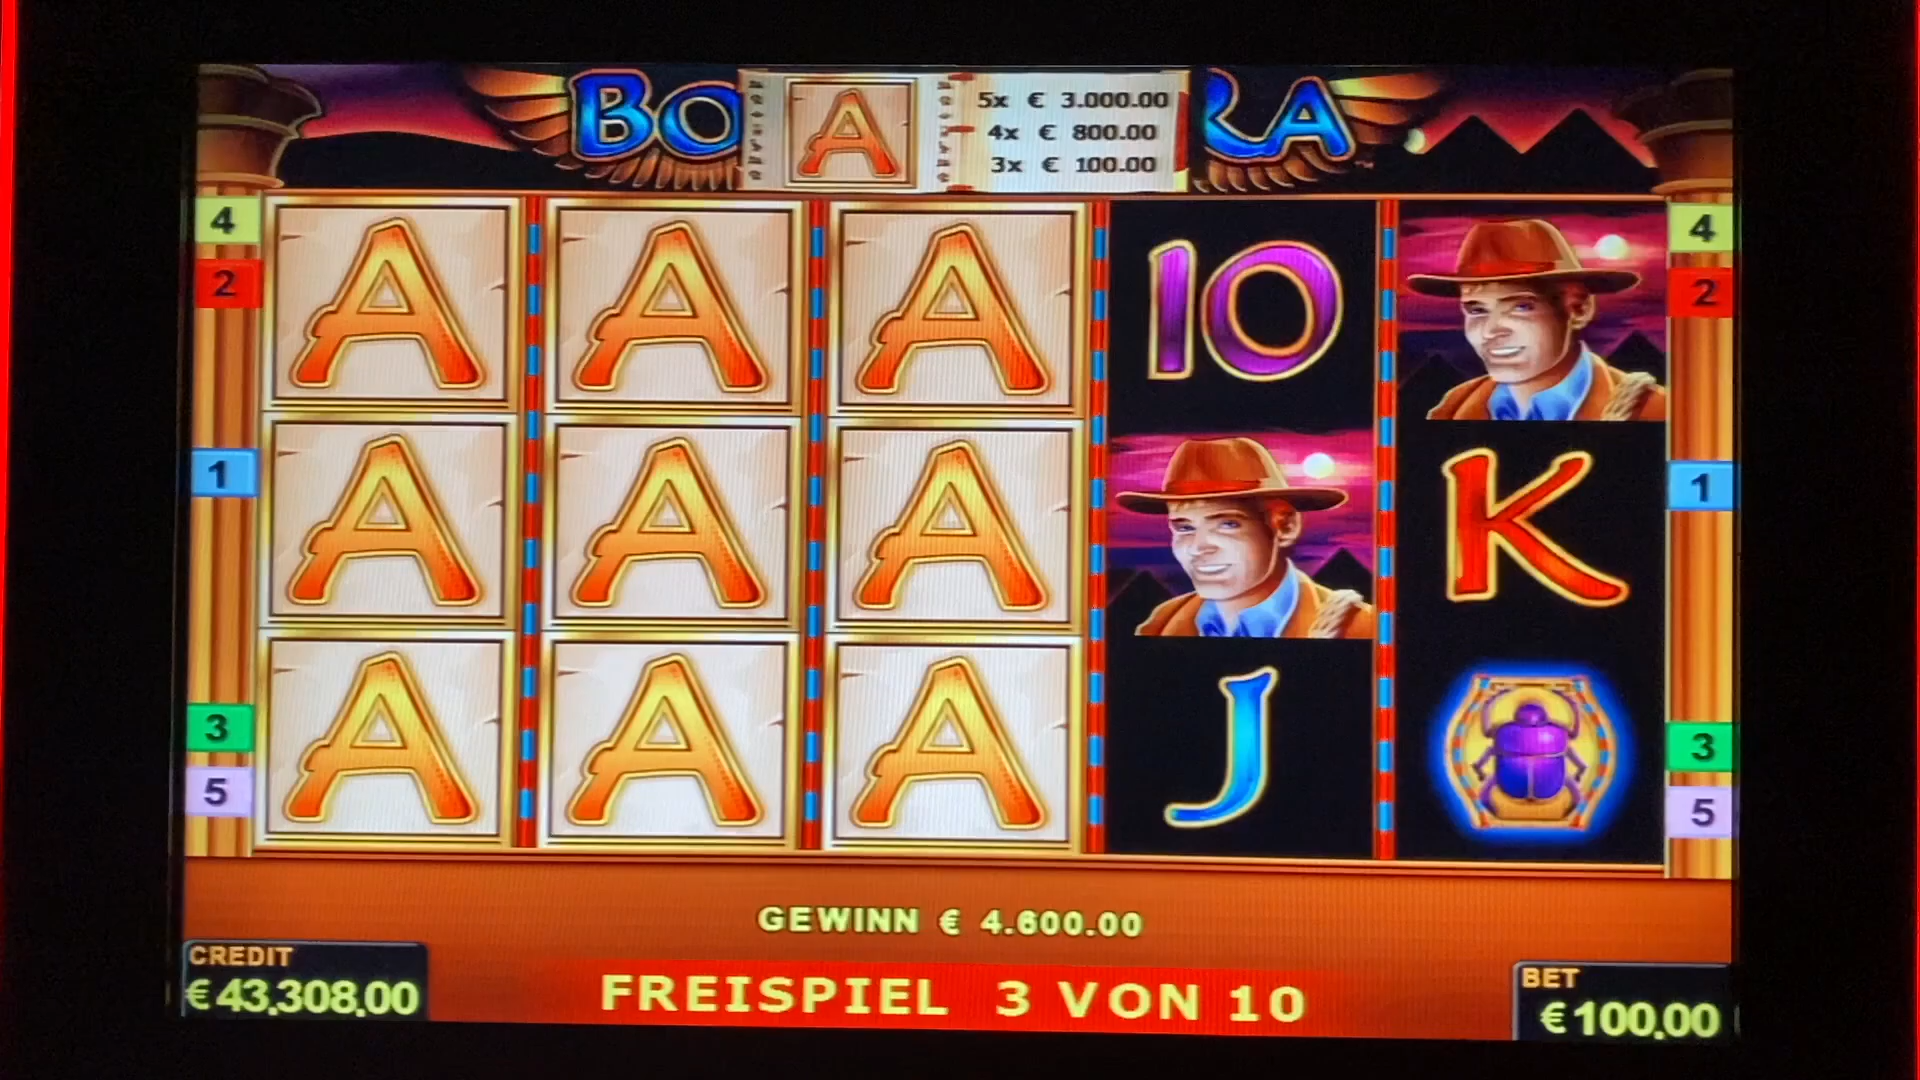 BO RA
A
5x € 3.000.00
4x € 800.00
3x € 100.00
4 A A A 10 4
2 2
1 A A A K 1
3 A A A J 3
5 5
GEWINN € 4.600.00
CREDIT
€ 43,308,00
FREISPIEL 3 VON 10
BET
€ 100,00